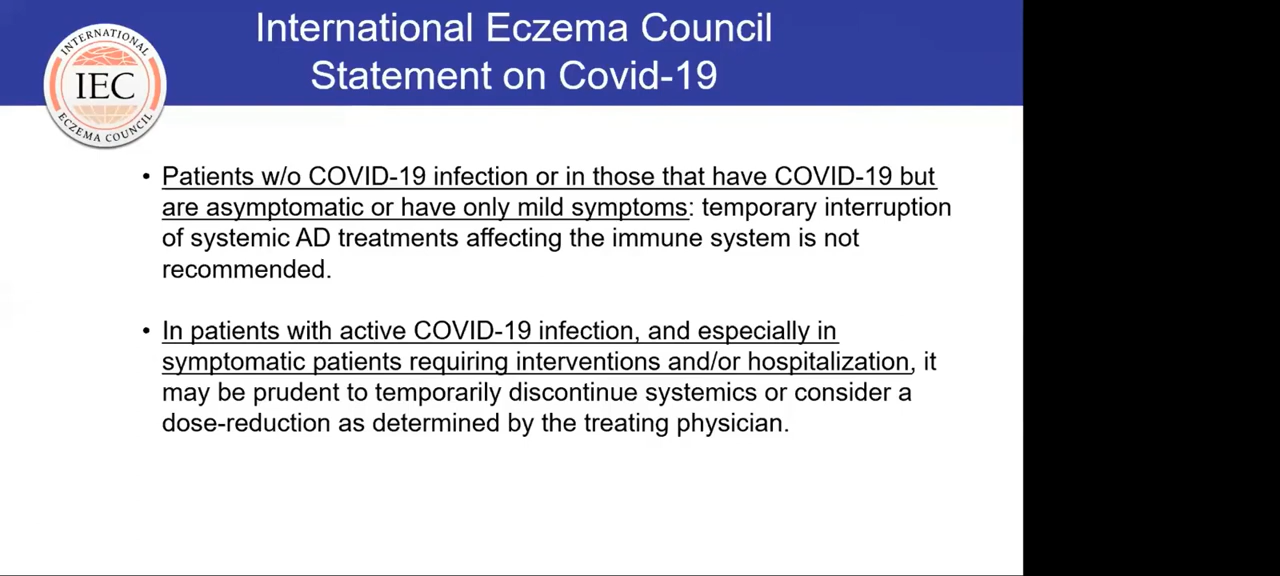 International Eczema Council
Statement on Covid-19
INTERNATIONAL
IEC
ECZEMA COUNCIL
• Patients w/o COVID-19 infection or in those that have COVID-19 but
are asymptomatic or have only mild symptoms: temporary interruption
of systemic AD treatments affecting the immune system is not
recommended.
• In patients with active COVID-19 infection, and especially in
symptomatic patients requiring interventions and/or hospitalization, it
may be prudent to temporarily discontinue systemics or consider a
dose-reduction as determined by the treating physician.